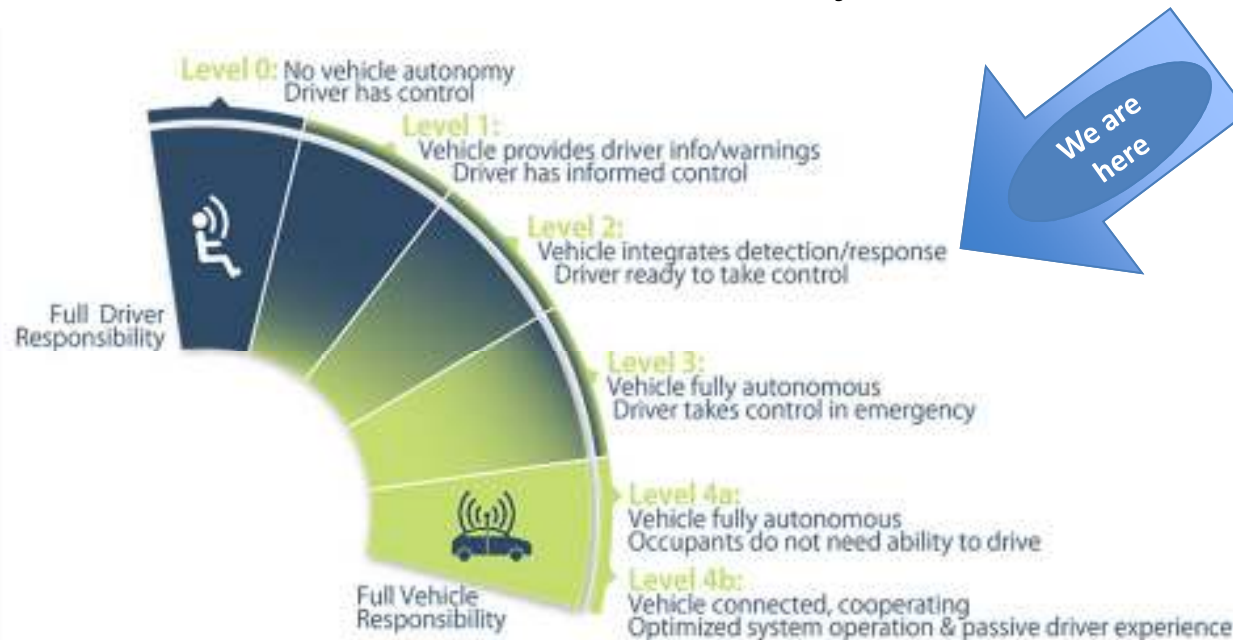 Level 0: No vehicle autonomy
Driver has control
Level 1:
Vehicle provides driver info/warnings
Driver has informed control
We are
here
Level 2:
Vehicle integrates detection/response
Driver ready to take control
Full Driver
Responsibility
Level 3:
Vehicle fully autonomous
Driver takes control in emergency
Level 4a:
Vehicle fully autonomous
Occupants do not need ability to drive
Level 4b:
Vehicle connected, cooperating
Optimized system operation & passive driver experience
Full Vehicle
Responsibility